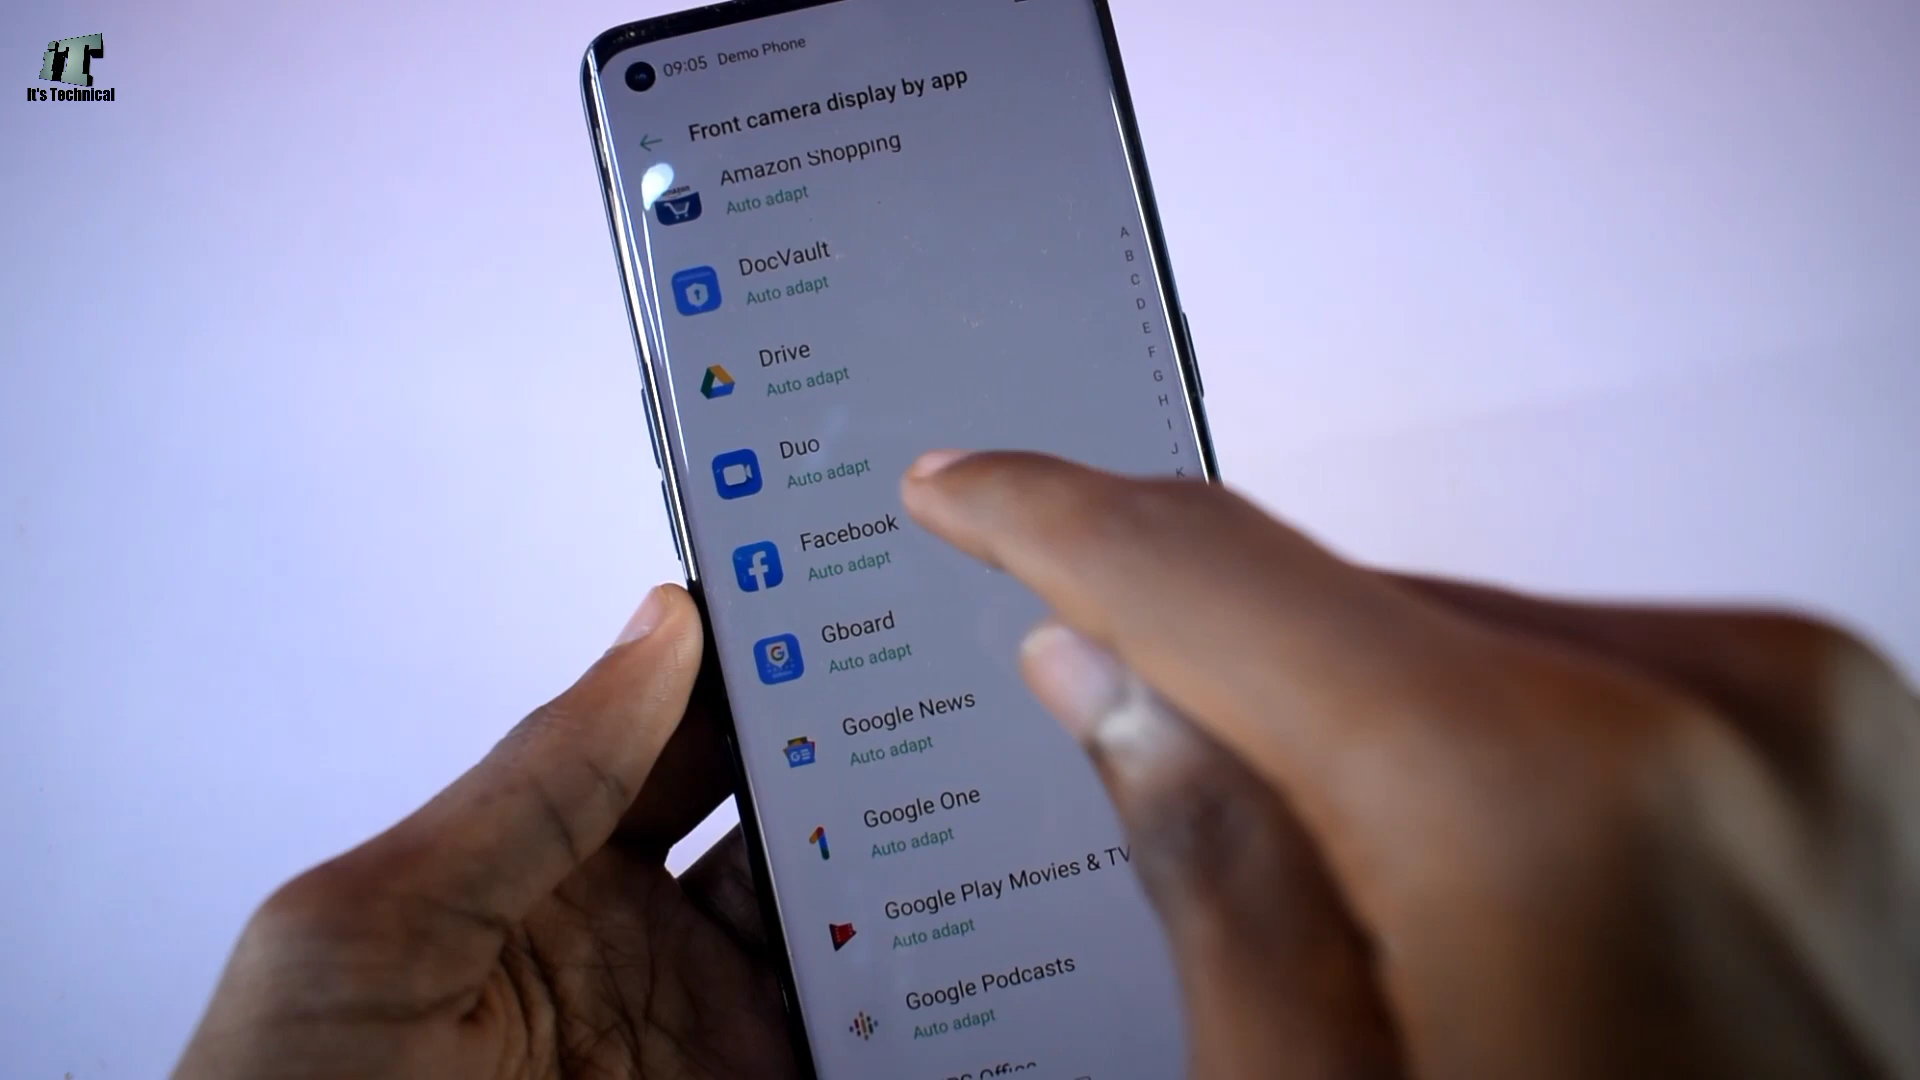 iT
It's Technical
09:05 Demo Phone
Front camera display by app
Amazon Shopping
Auto adapt
DocVault
Auto adapt
Drive
Auto adapt
Duo
Auto adapt
Facebook
Auto adapt
Gboard
Auto adapt
Google News
Auto adapt
Google One
Auto adapt
Google Play Movies & TV
Auto adapt
Google Podcasts
Auto adapt
Office
A
B
C
D
E
F
G
H
I
J
K